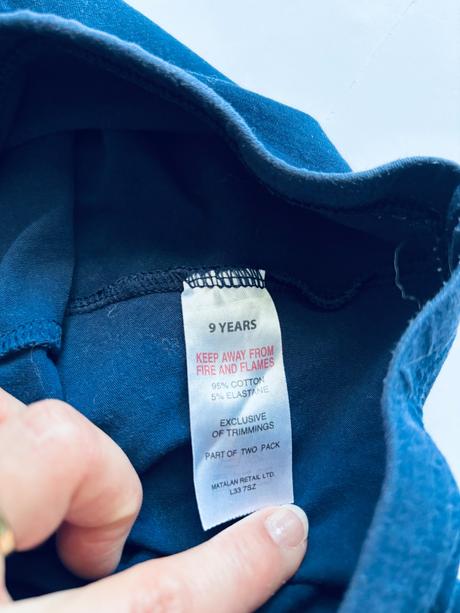 9 YEARS
KEEP AWAY FROM
FIRE AND FLAMES
95% COTTON
5% ELASTANE
EXCLUSIVE
OF TRIMMINGS
PART OF TWO PACK
MATALAN RETAIL LTD.
L33 7SZ